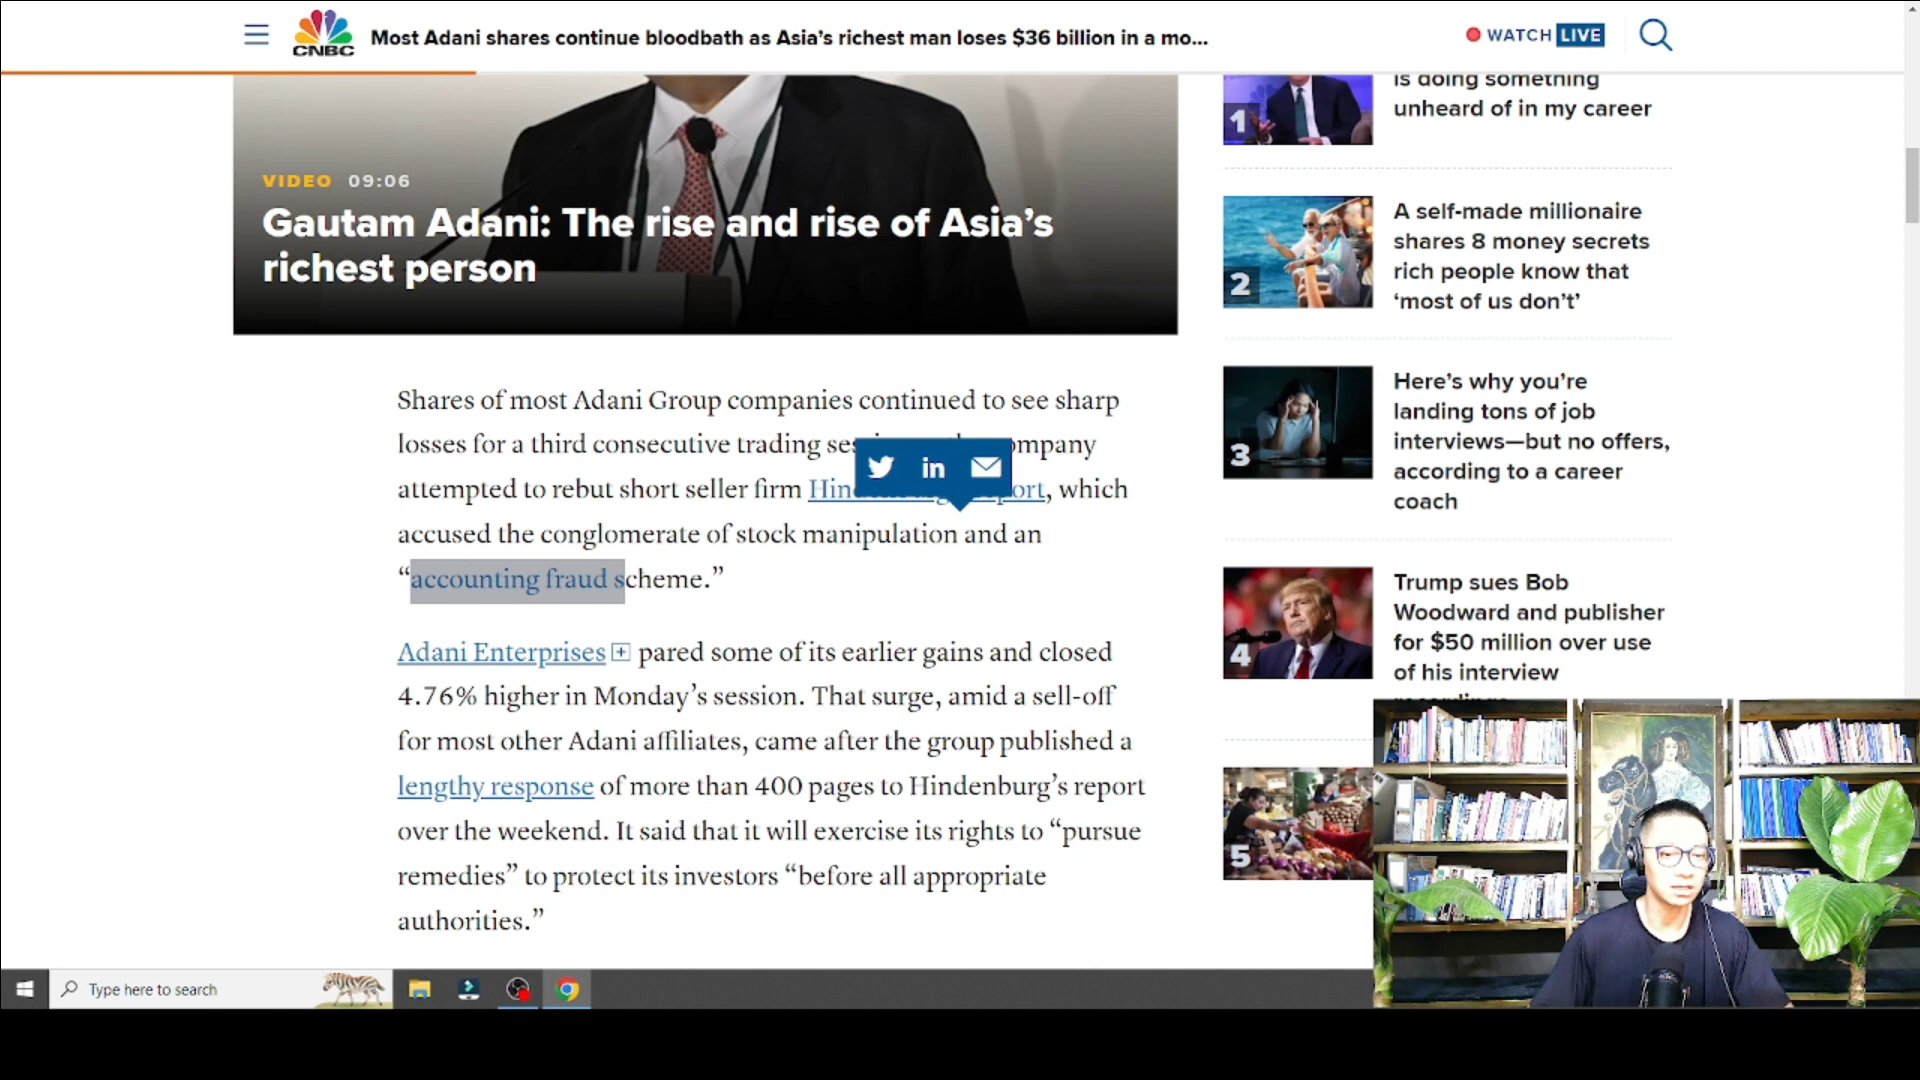 CNBC
Most Adani shares continue bloodbath as Asia’s richest man loses $36 billion in a mo...
WATCH LIVE
VIDEO 09:06
Gautam Adani: The rise and rise of Asia’s
richest person
Shares of most Adani Group companies continued to see sharp
losses for a third consecutive trading
attempted to rebut short seller firm which
accused the conglomerate of stock manipulation and an
“accounting fraud scheme.”
Adani Enterprises pared some of its earlier gains and closed
4.76% higher in Monday’s session. That surge, amid a sell-off
for most other Adani affiliates, came after the group published a
lengthy response of more than 400 pages to Hindenburg’s report
over the weekend. It said that it will exercise its rights to “pursue
remedies” to protect its investors “before all appropriate
authorities.”
is doing something
unheard of in my career
1
A self-made millionaire
shares 8 money secrets
rich people know that
‘most of us don’t’
2
Here’s why you’re
landing tons of job
interviews—but no offers,
according to a career
coach
3
Trump sues Bob
Woodward and publisher
for $50 million over use
of his interview
4
5
in
Type here to search